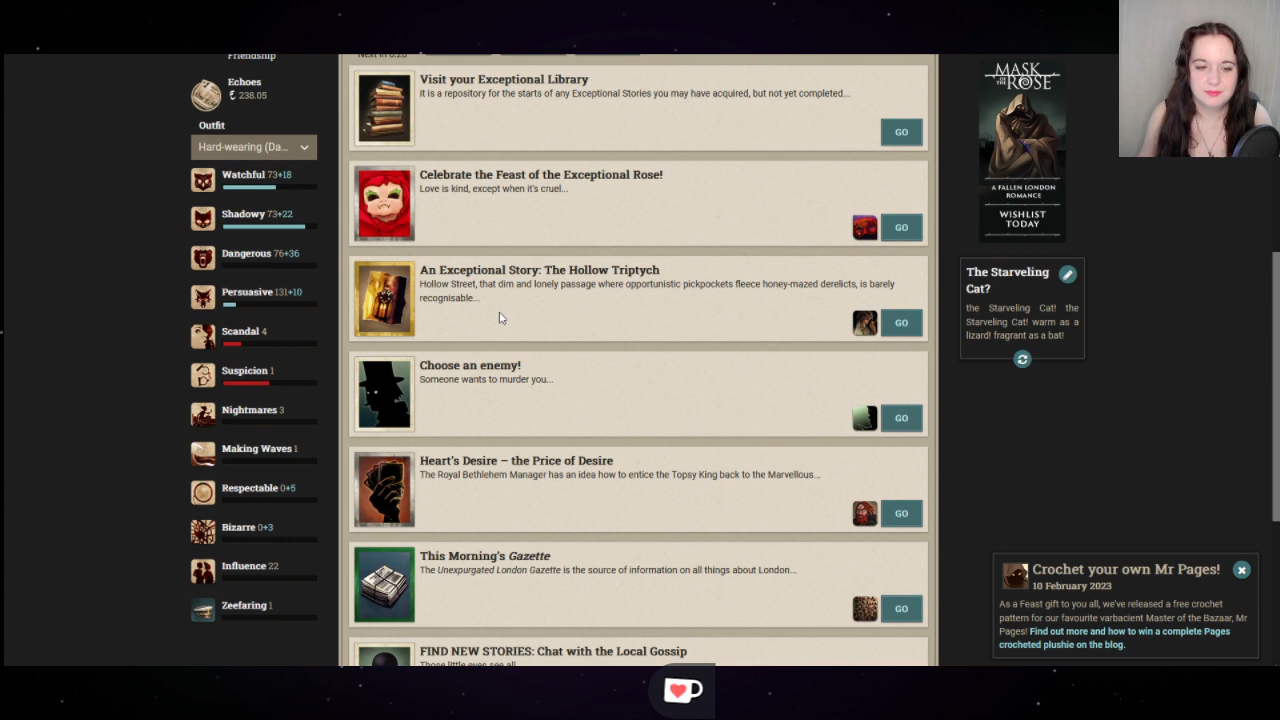 Friendship
Echoes
238.05
Outfit
Hard-wearing (Da...
Watchful 73+18
Shadowy 73+22
Dangerous 76+36
Persuasive 131+10
Scandal 4
Suspicion 1
Nightmares 3
Making Waves 1
Respectable 0+5
Bizarre 0+3
Influence 22
Zeefaring 1
Visit your Exceptional Library
It is a repository for the starts of any Exceptional Stories you may have acquired, but not yet completed...
GO
Celebrate the Feast of the Exceptional Rose!
Love is kind, except when it's cruel...
GO
An Exceptional Story: The Hollow Triptych
Hollow Street, that dim and lonely passage where opportunistic pickpockets fleece honey-mazed derelicts, is barely
recognisable...
GO
Choose an enemy!
Someone wants to murder you...
GO
Heart's Desire – the Price of Desire
The Royal Bethlehem Manager has an idea how to entice the Topsy King back to the Marvellous...
GO
This Morning's Gazette
The Unexpurgated London Gazette is the source of information on all things about London...
GO
FIND NEW STORIES: Chat with the Local Gossip
Those little eyes see all
MASK
OF THE ROSE
A FALLEN LONDON
ROMANCE
WISHLIST
TODAY
The Starveling
Cat?
the Starveling Cat! the
Starveling Cat! warm as a
lizard! fragrant as a bat!
Crochet your own Mr Pages!
10 February 2023
As a Feast gift to you all, we've released a free crochet
pattern for our favourite varbacient Master of the Bazaar, Mr
Pages! Find out more and how to win a complete Pages
crocheted plushie on the blog.